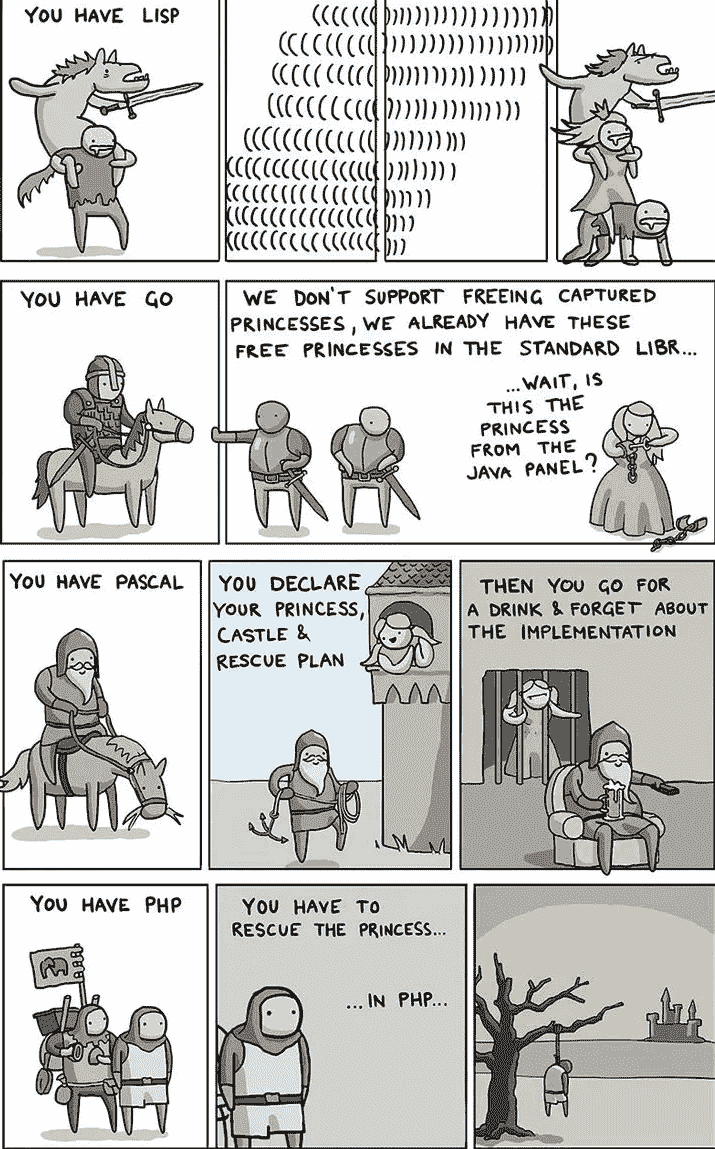 YOU HAVE LISP
(((((( )))))))))))))))
((((((((( )))))))))))))))
((((((((( )))))))))))))
(((((((((( ))))))))))))
(((((((((((( ))))))))
(((((((((((((( )))))))
(((((((((((((( ))))
(((((((((((((( )))
(((((((((((((( )))
YOU HAVE GO
WE DON'T SUPPORT FREEING CAPTURED
PRINCESSES, WE ALREADY HAVE THESE
FREE PRINCESSES IN THE STANDARD LIBR...
...WAIT, IS
THIS THE
PRINCESS
FROM THE
JAVA PANEL?
YOU HAVE PASCAL
YOU DECLARE
YOUR PRINCESS,
CASTLE &
RESCUE PLAN
THEN YOU GO FOR
A DRINK & FORGET ABOUT
THE IMPLEMENTATION
YOU HAVE PHP
YOU HAVE TO
RESCUE THE PRINCESS...
...IN PHP...